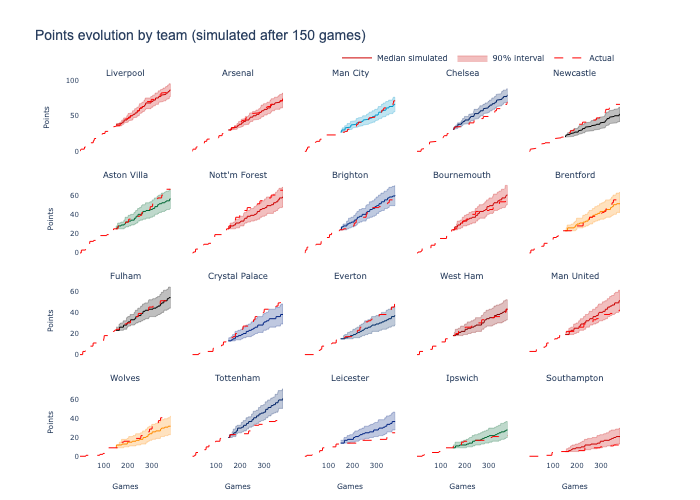 Points evolution by team (simulated after 150 games)
Median simulated 90% interval Actual
Liverpool Arsenal Man City Chelsea Newcastle
100
50
0
Points
Aston Villa Nott'm Forest Brighton Bournemouth Brentford
60
40
20
0
Points
Fulham Crystal Palace Everton West Ham Man United
60
40
20
0
Points
Wolves Tottenham Leicester Ipswich Southampton
60
40
20
0
Points
100 200 300 100 200 300 100 200 300 100 200 300 100 200 300
Games Games Games Games Games